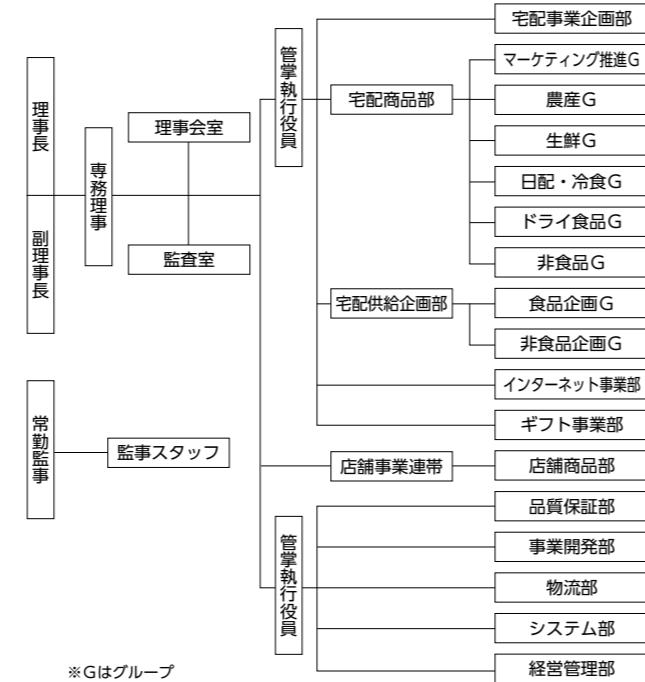 理事長
副理事長
専務理事
理事会室
監査室
常勤監事
監事スタッフ
管掌執行役員
宅配事業企画部
宅配商品部
マーケティング推進G
農産G
生鮮G
日配・冷食G
ドライ食品G
非食品G
宅配供給企画部
食品企画G
非食品企画G
インターネット事業部
ギフト事業部
店舗事業連帯
店舗商品部
管掌執行役員
品質保証部
事業開発部
物流部
システム部
経営管理部
※Gはグループ